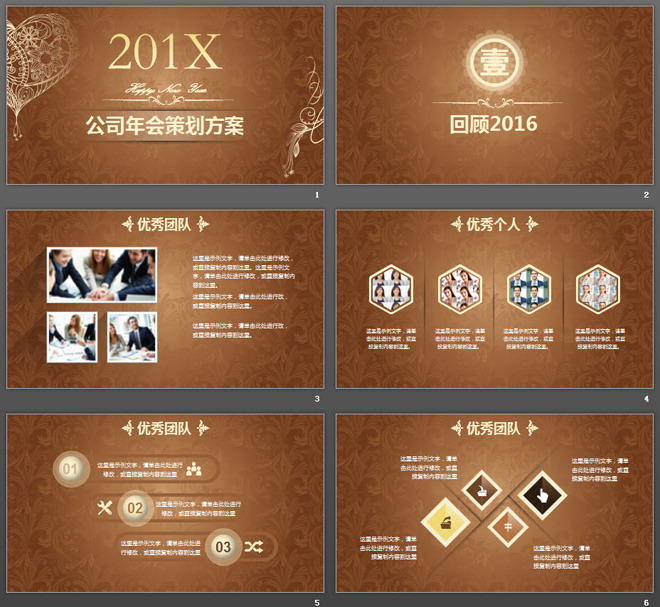 201X
Happy New Year
公司年会策划方案
1
壹
回顾2016
2
优秀团队
这里是示例文字，请单击此处进行修改，
或直接复制内容到这里。这里是示例文
字，请单击此处进行修改，或直接复制内
容到这里。
这里是示例文字，请单击此处进行修改，
或直接复制内容到这里。
这里是示例文字，请单击此处进行修改，
或直接复制内容到这里。
3
优秀个人
这里是示例文字，请单
击此处进行修改，或直
接复制内容到这里。
这里是示例文字，请单
击此处进行修改，或直
接复制内容到这里。
这里是示例文字，请单
击此处进行修改，或直
接复制内容到这里。
这里是示例文字，请单
击此处进行修改，或直
接复制内容到这里。
4
优秀团队
01
这里是示例文字，请单击此处进行
修改，或直接复制内容到这里
02
这里是示例文字，请单击此处进行
修改，或直接复制内容到这里
这里是示例文字，请单击此处进行
修改，或直接复制内容到这里
03
5
优秀团队
这里是示例文字，请单
击此处进行修改，或直
接复制内容到这里
这里是示例文字，请单
击此处进行修改，或直
接复制内容到这里
这里是示例文字，请单
击此处进行修改，或直
接复制内容到这里
这里是示例文字，请单
击此处进行修改，或直
接复制内容到这里
6